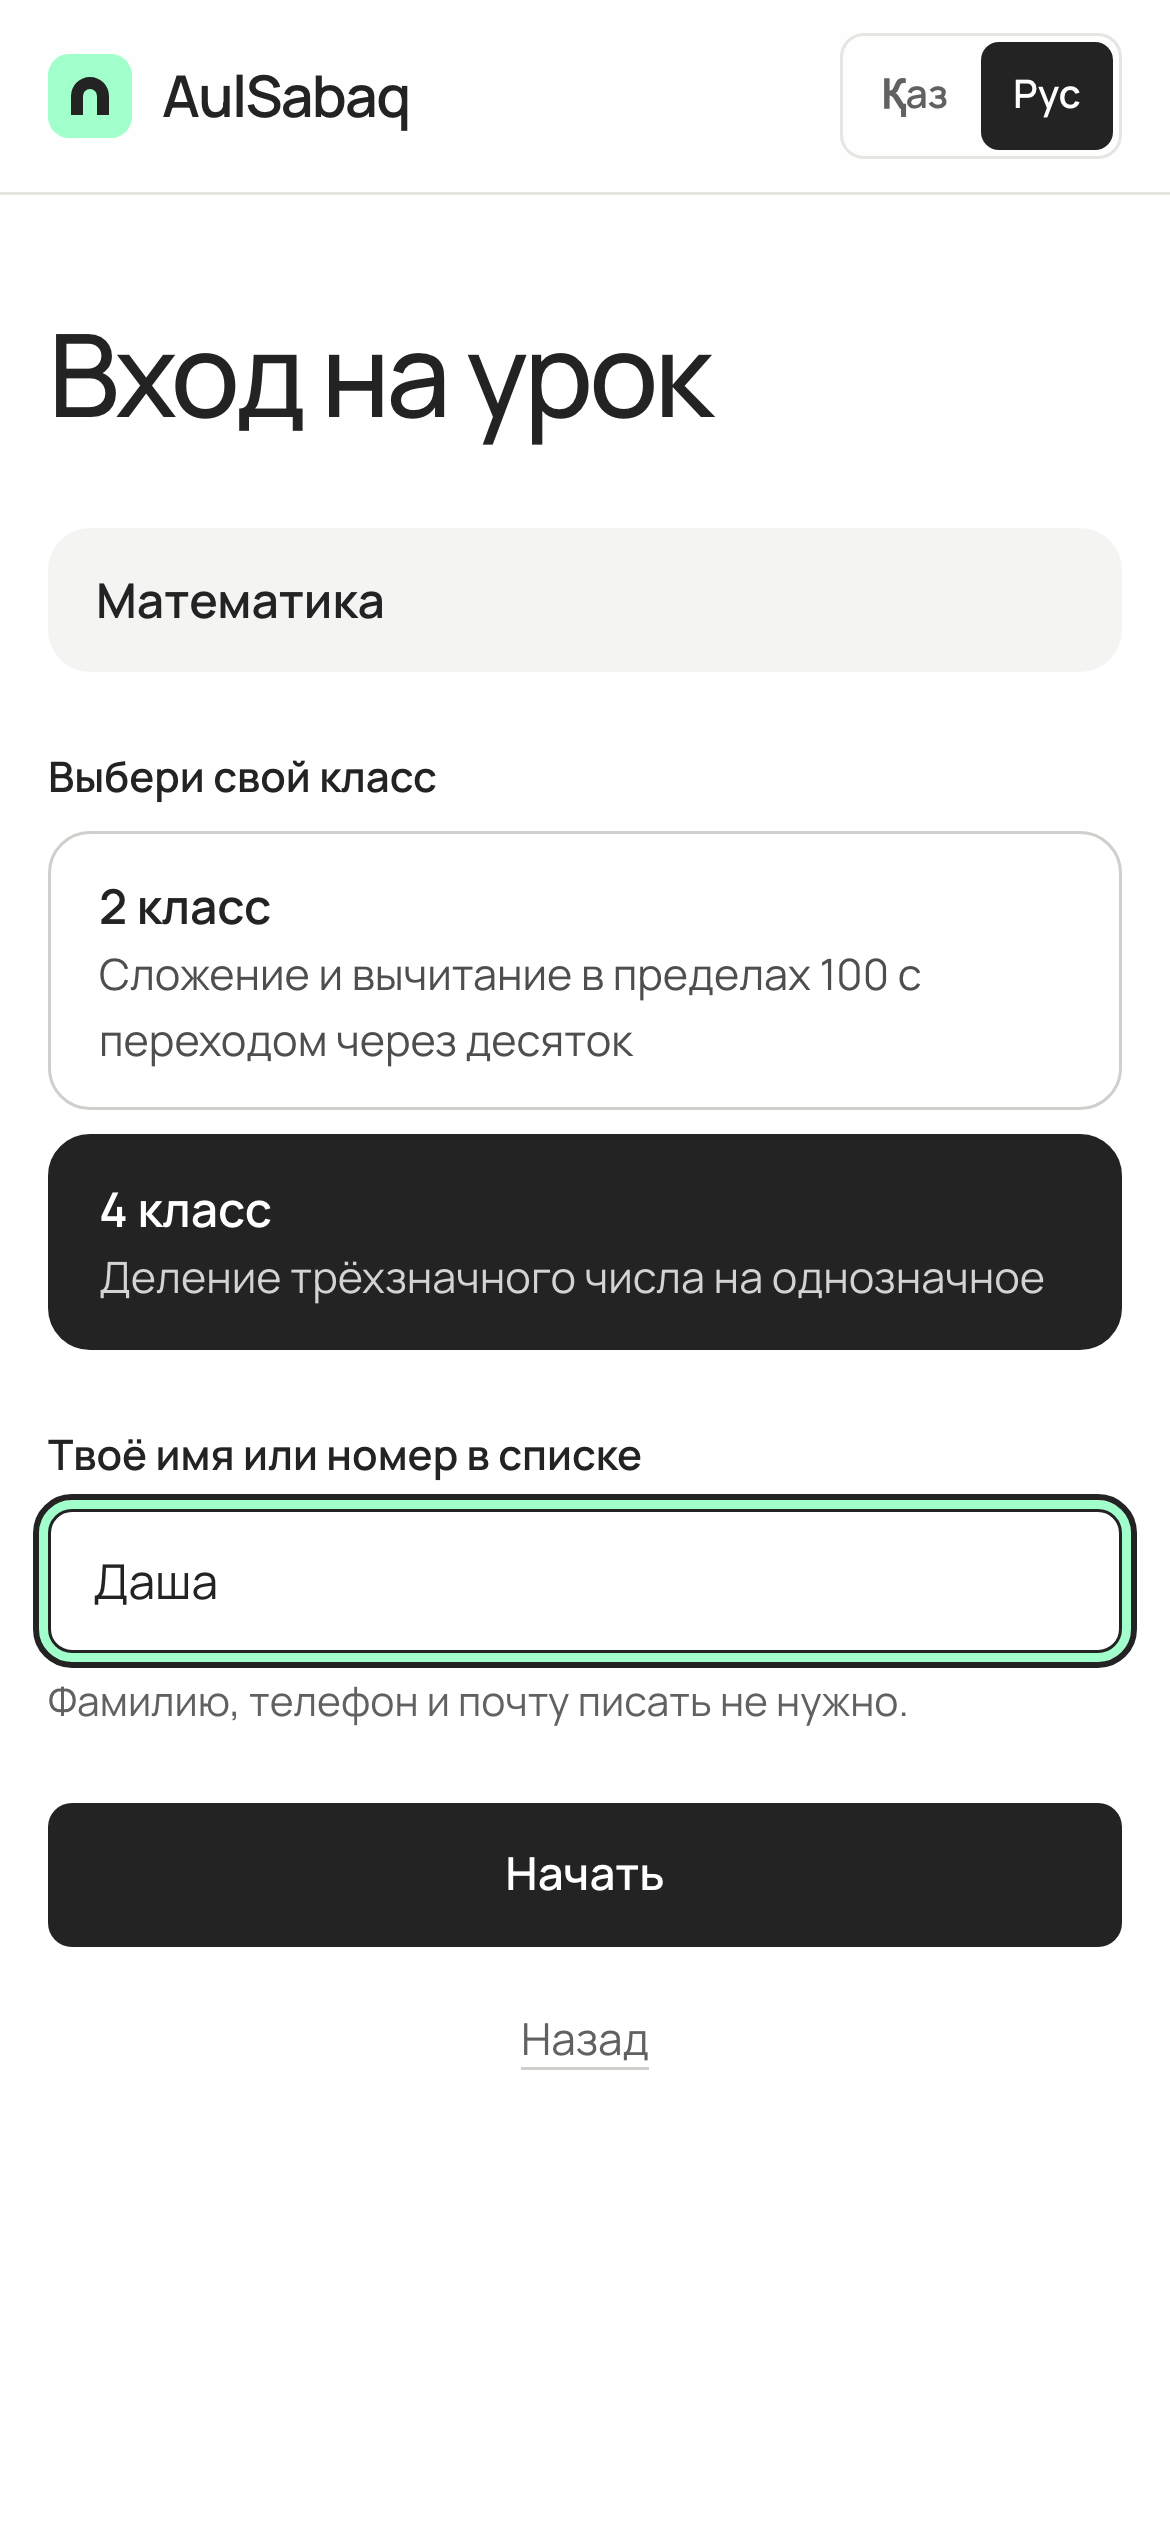 AulSabaq
Қаз Рус
Вход на урок
Математика
Выбери свой класс
2 класс
Сложение и вычитание в пределах 100 с
переходом через десяток
4 класс
Деление трёхзначного числа на однозначное
Твоё имя или номер в списке
Даша
Фамилию, телефон и почту писать не нужно.
Начать
Назад